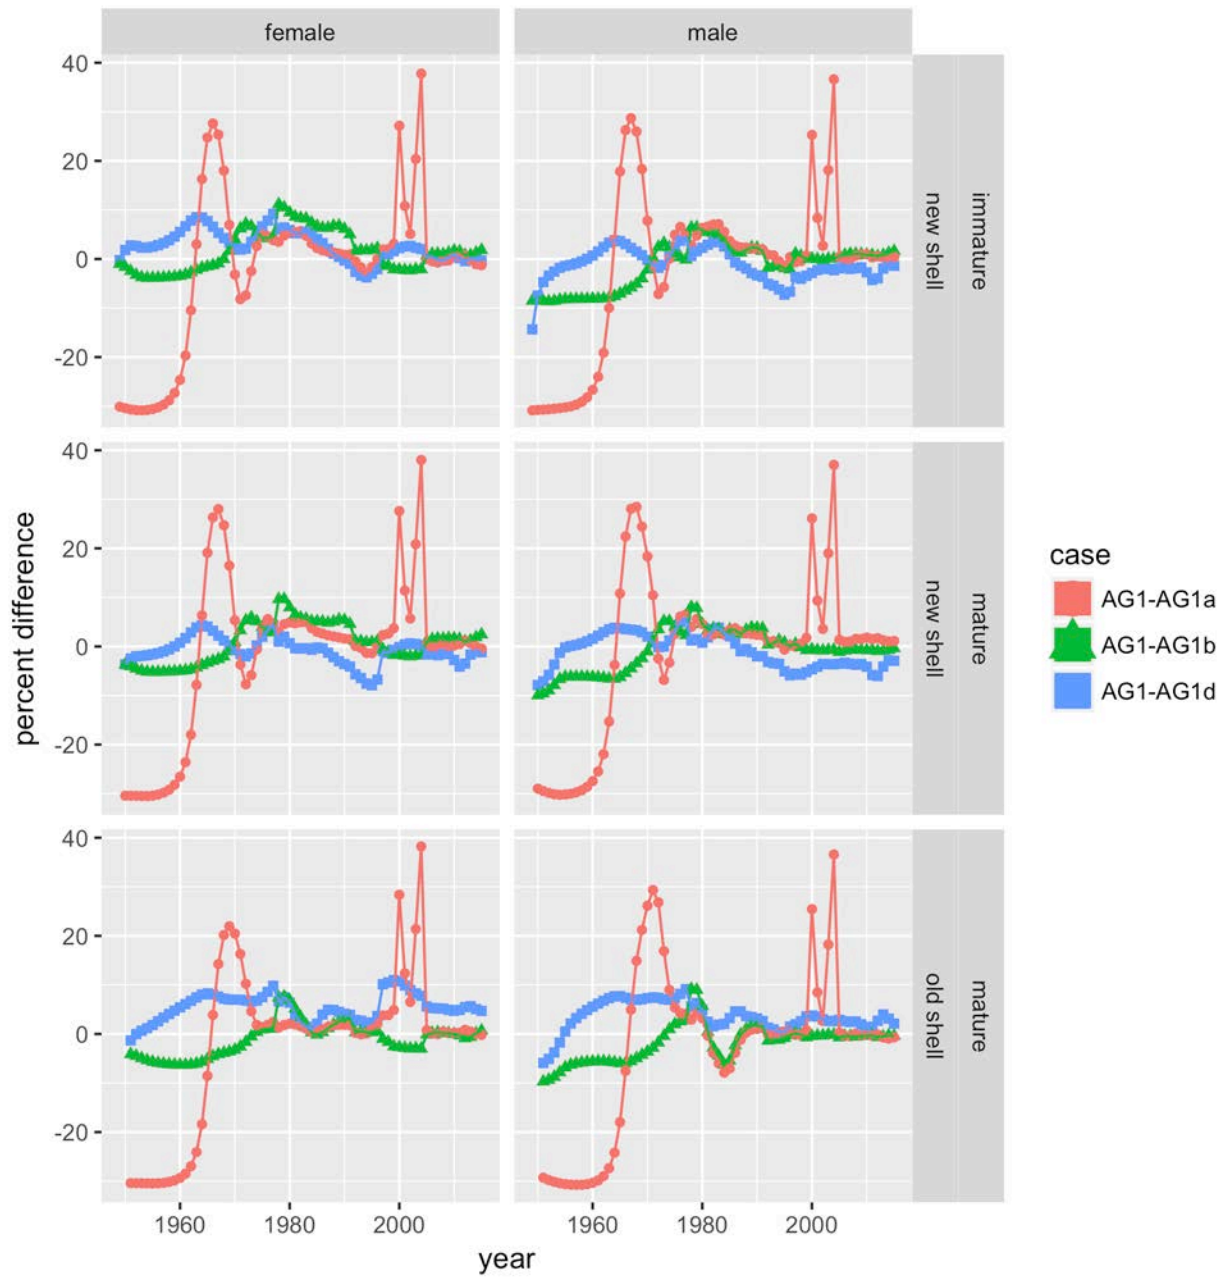 female
male
40
20
0
-20
immature
new shell
40
20
0
-20
mature
new shell
40
20
0
-20
mature
old shell
1960
1980
2000
1960
1980
2000
year
percent difference
case
AG1-AG1a
AG1-AG1b
AG1-AG1d